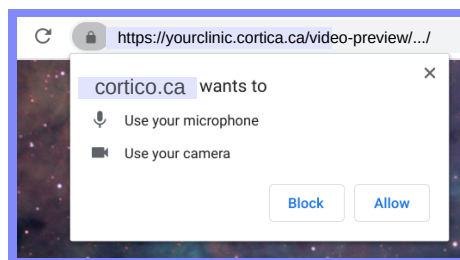 https://yourclinic.cortica.ca/video-preview/.../
cortico.ca wants to
Use your microphone
Use your camera
Block Allow